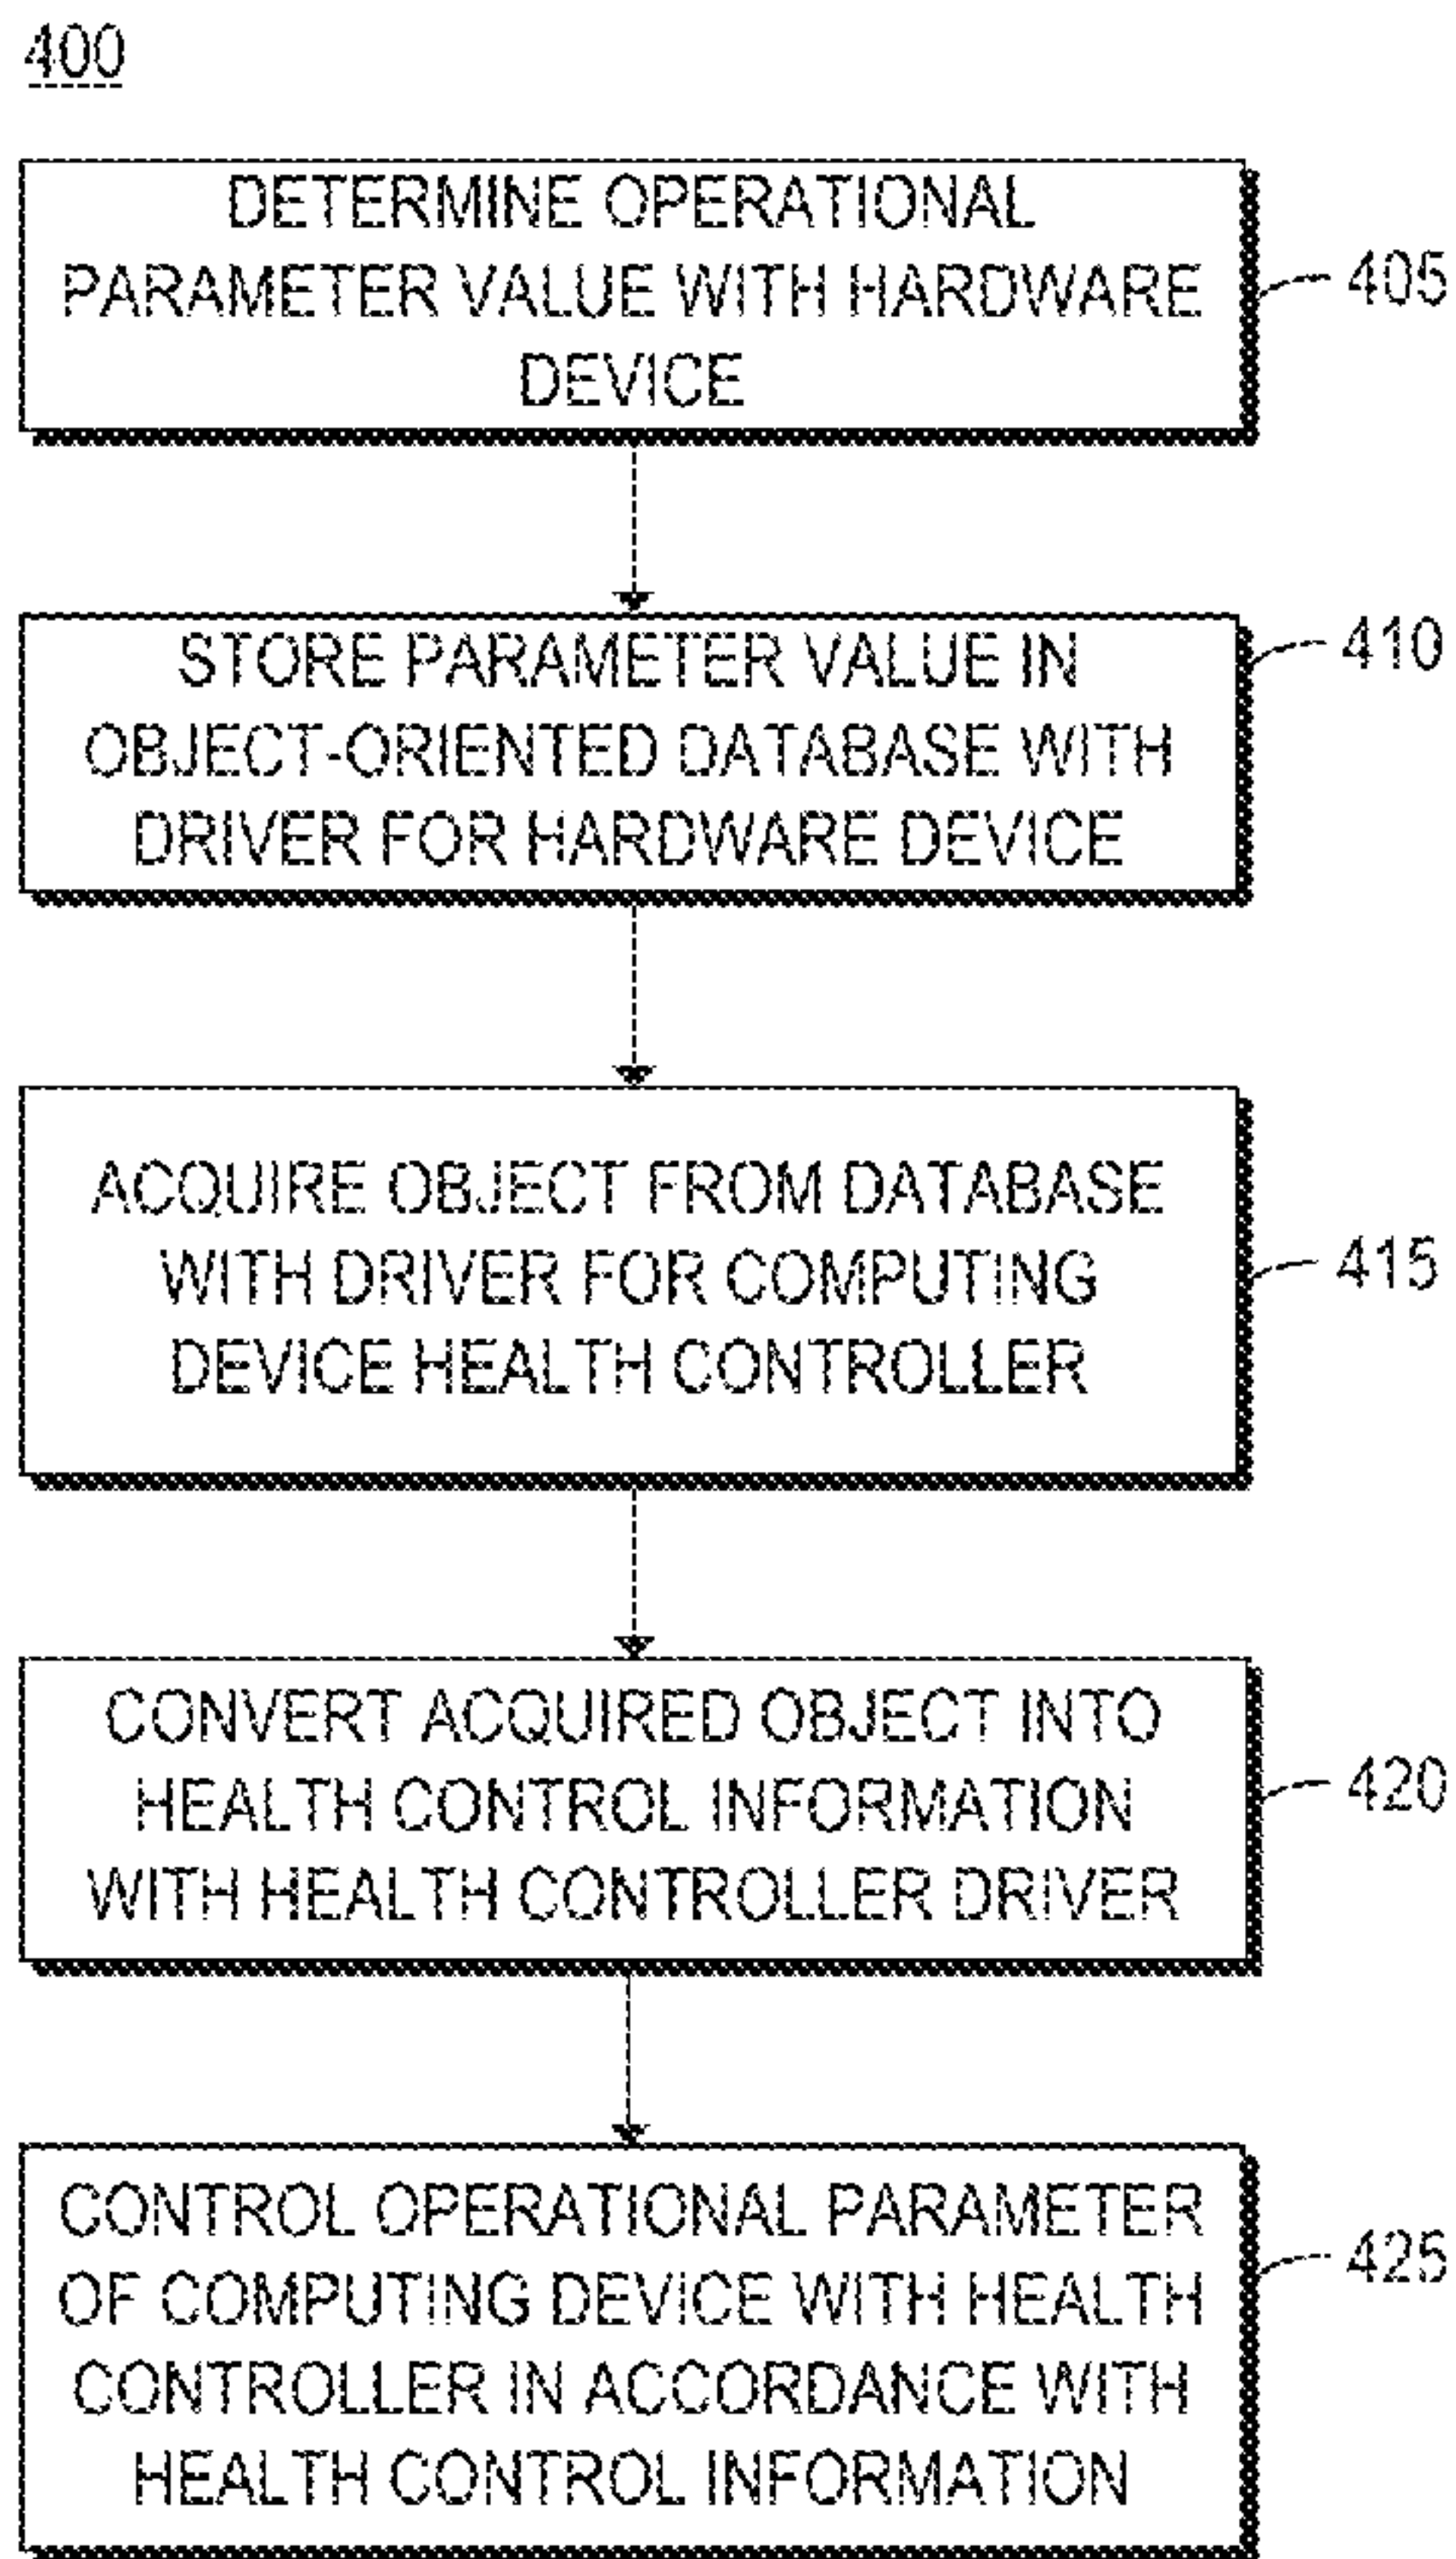 400
DETERMINE OPERATIONAL
PARAMETER VALUE WITH HARDWARE
DEVICE
405
STORE PARAMETER VALUE IN
OBJECT-ORIENTED DATABASE WITH
DRIVER FOR HARDWARE DEVICE
410
ACQUIRE OBJECT FROM DATABASE
WITH DRIVER FOR COMPUTING
DEVICE HEALTH CONTROLLER
415
CONVERT ACQUIRED OBJECT INTO
HEALTH CONTROL INFORMATION
WITH HEALTH CONTROLLER DRIVER
420
CONTROL OPERATIONAL PARAMETER
OF COMPUTING DEVICE WITH HEALTH
CONTROLLER IN ACCORDANCE WITH
HEALTH CONTROL INFORMATION
425